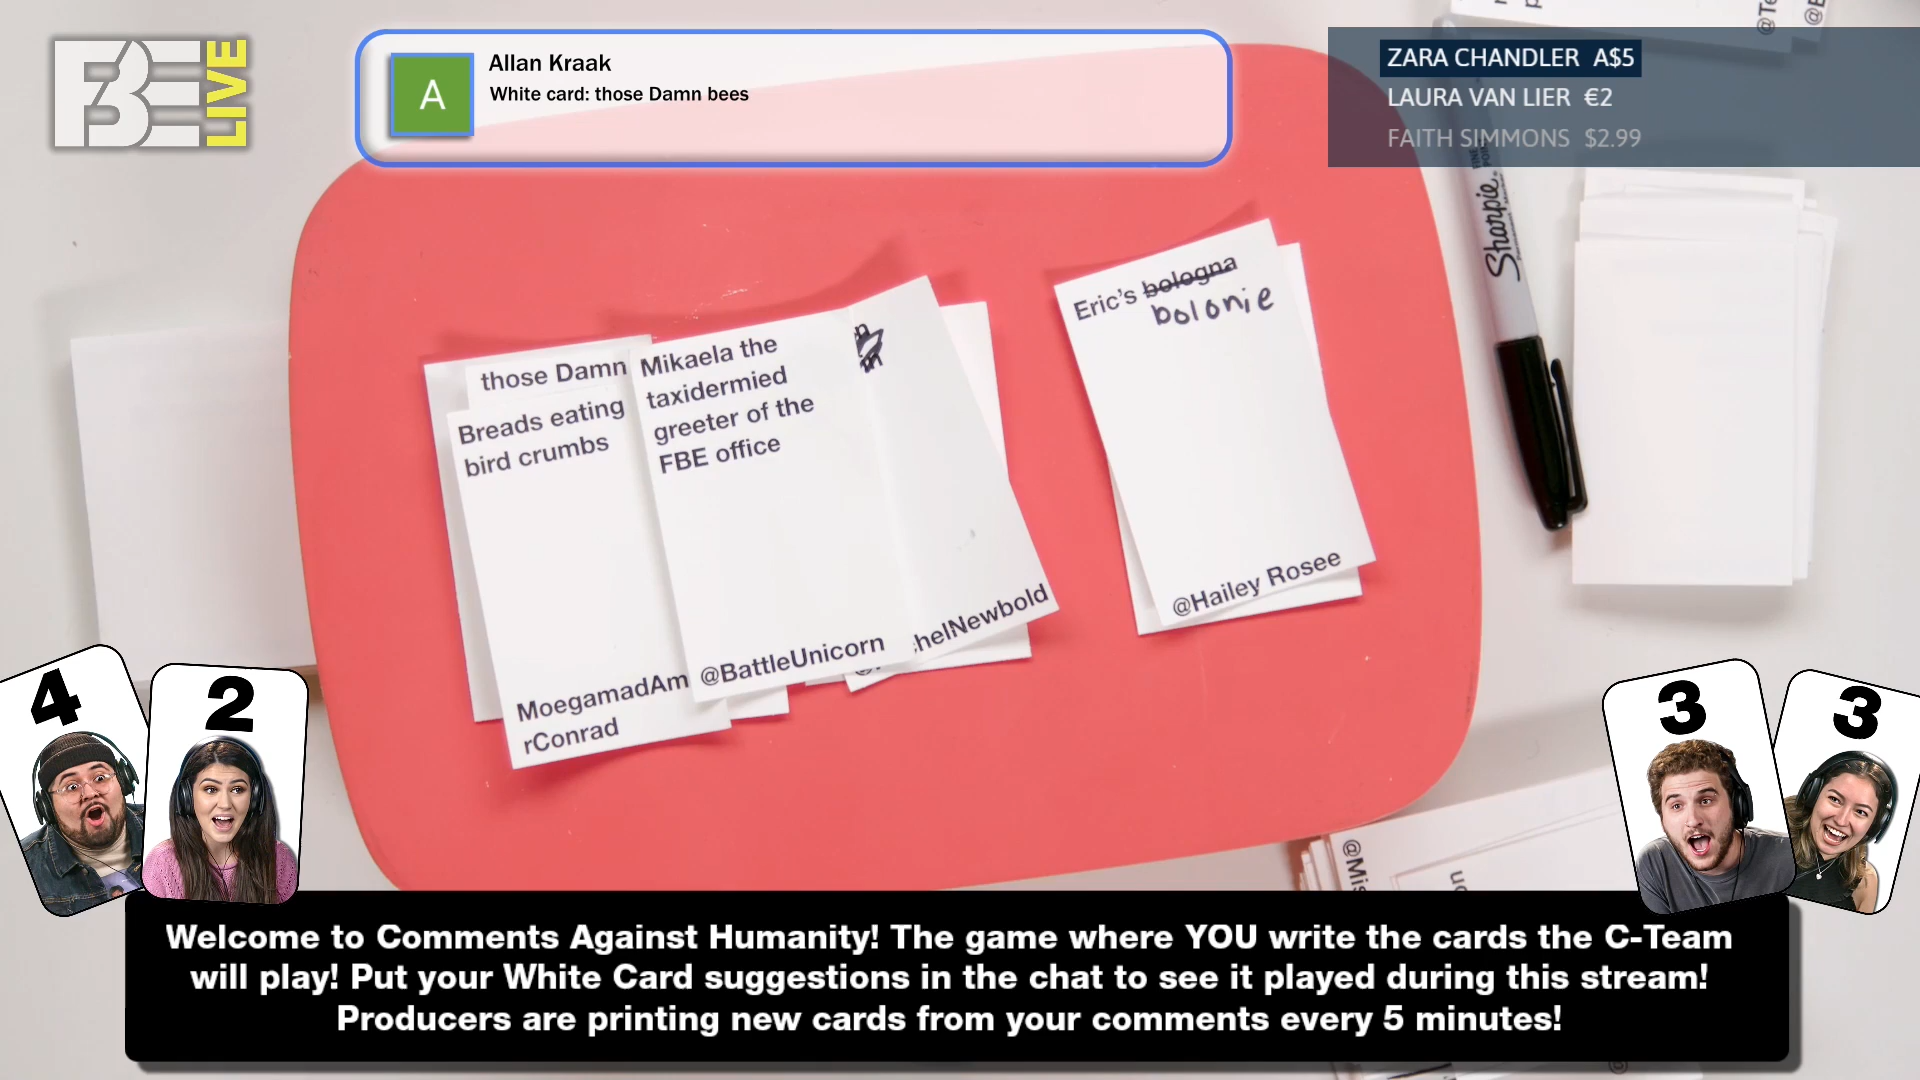 FBE LIVE
A
Allan Kraak
White card: those Damn bees
ZARA CHANDLER A$5
LAURA VAN LIER €2
FAITH SIMMONS $2.99
Sharpie
those Damn
Breads eating
bird crumbs
MoegamadAm
rConrad
Mikaela the
taxidermied
greeter of the
FBE office
@BattleUnicorn
helNewbold
Eric's bologna
bolonie
@Hailey Rosee
@Mis
4
2
3
3
Welcome to Comments Against Humanity! The game where YOU write the cards the C-Team
will play! Put your White Card suggestions in the chat to see it played during this stream!
Producers are printing new cards from your comments every 5 minutes!